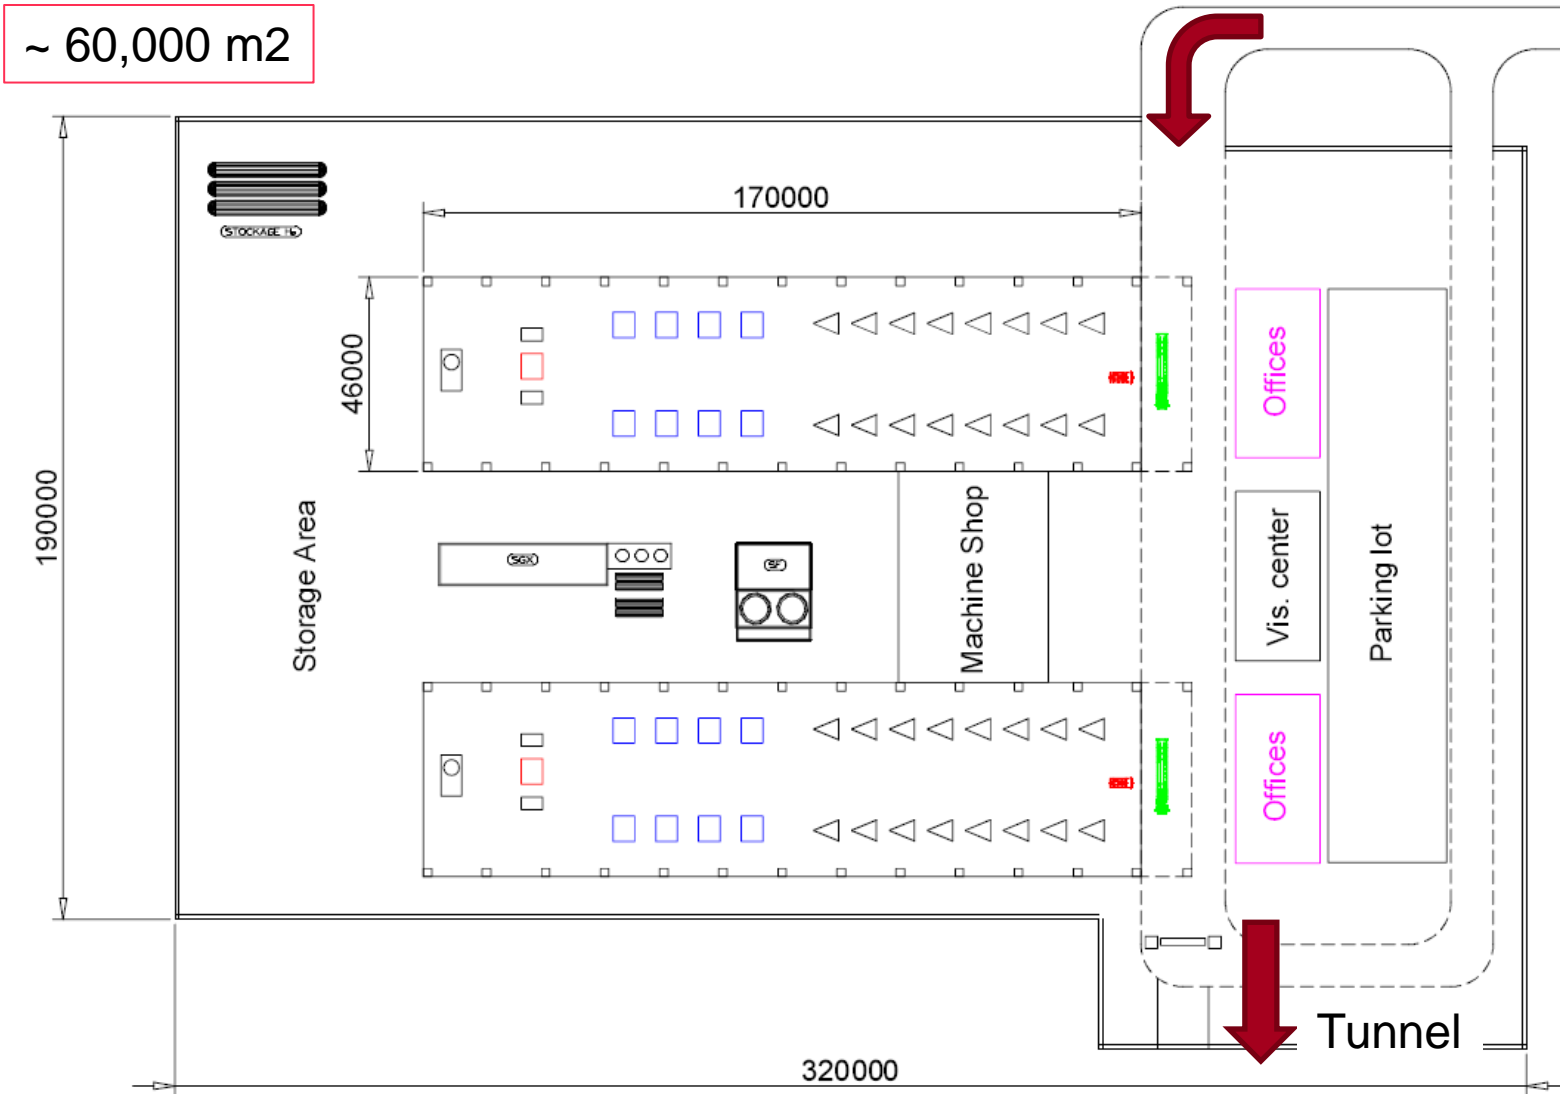 ~ 60,000 m2
170000
STOCKAGE He
46000
190000
Storage Area
SGX
SF
Machine Shop
Offices
Vis. center
Offices
Parking lot
Tunnel
320000